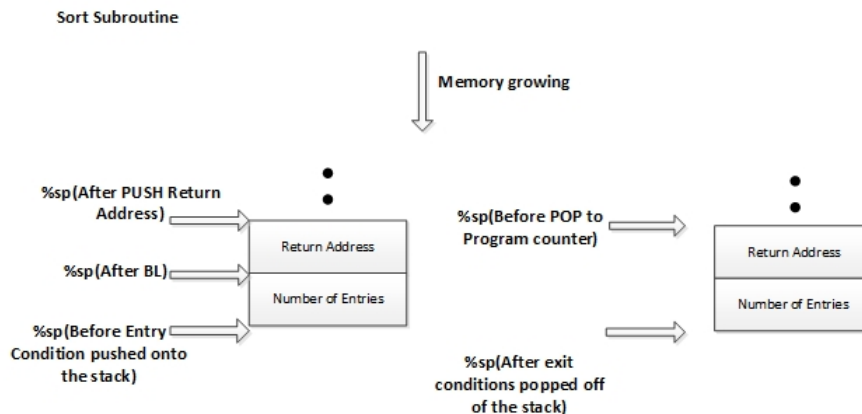 Sort Subroutine
Memory growing
%sp(After PUSH Return
Address)
Return Address
%sp(After BL)
Number of Entries
%sp(Before Entry
Condition pushed onto
the stack)
%sp(Before POP to
Program counter)
Return Address
Number of Entries
%sp(After exit
conditions popped off
of the stack)